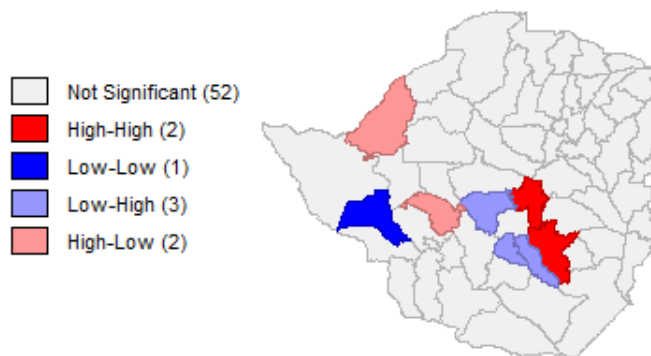 Not Significant (52)
High-High (2)
Low-Low (1)
Low-High (3)
High-Low (2)